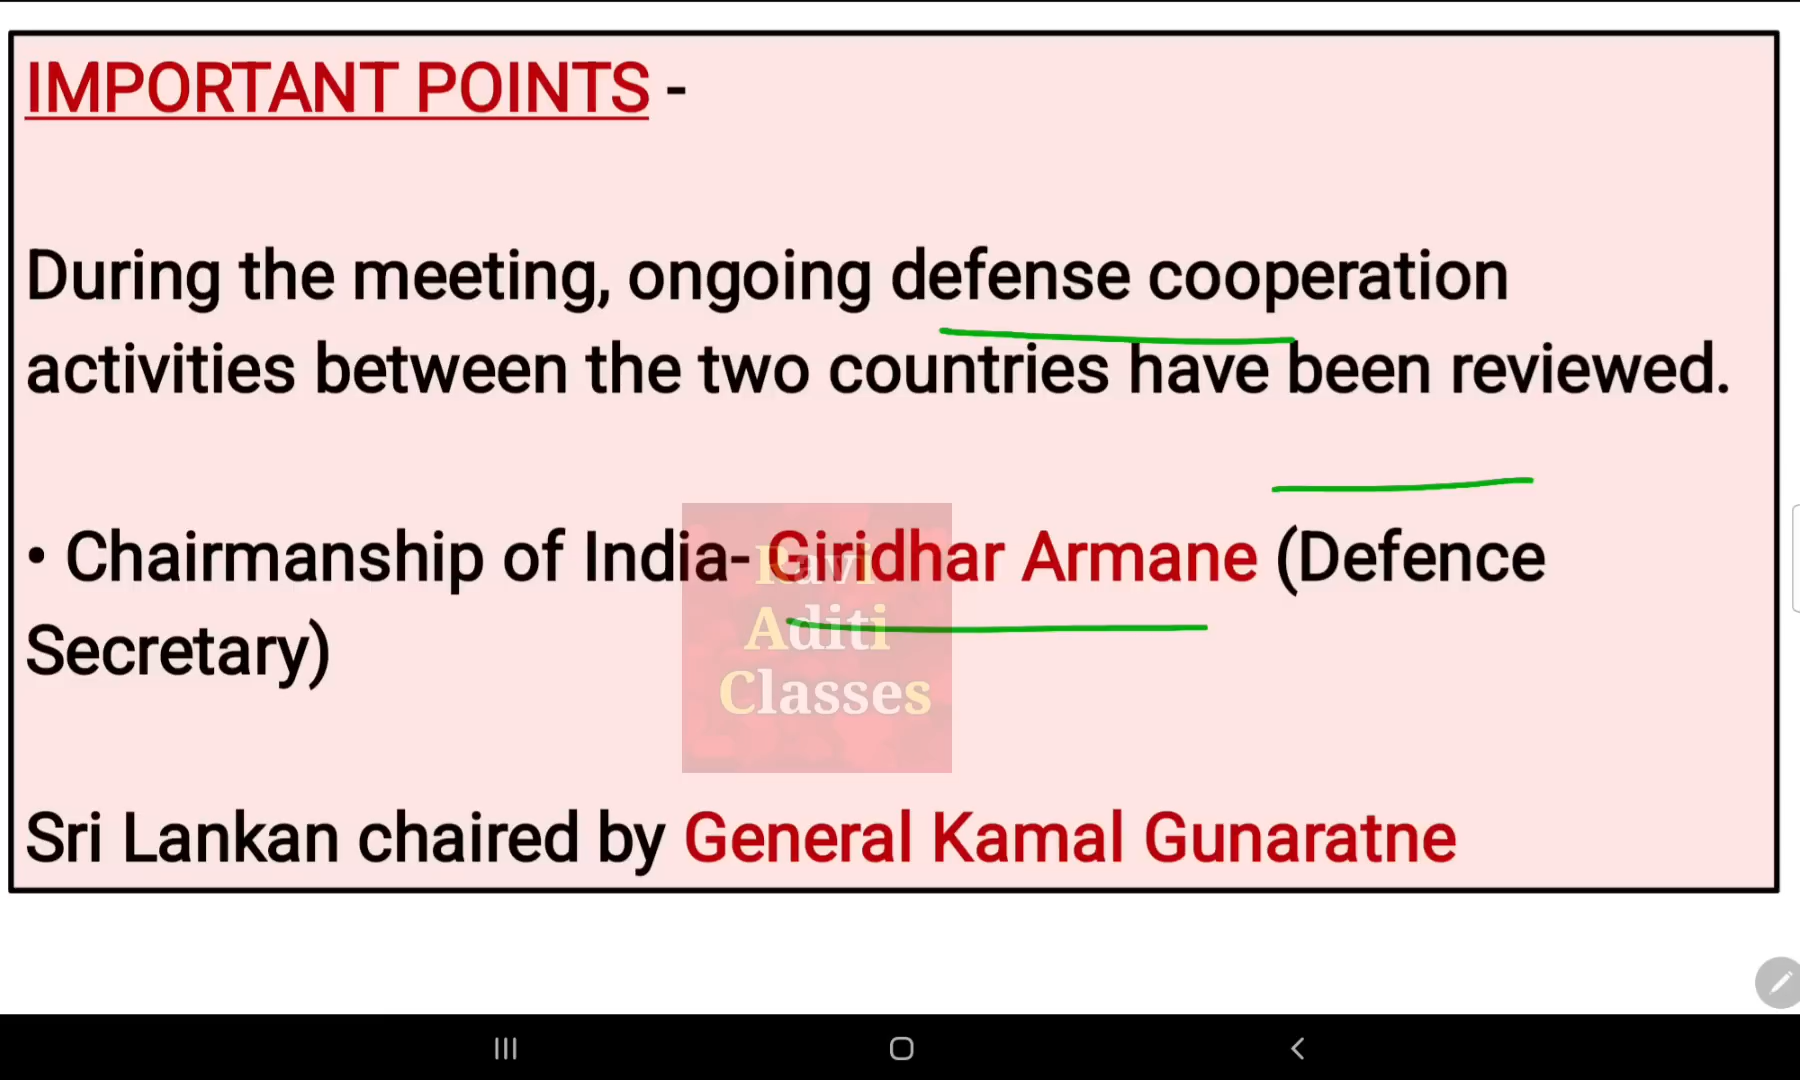 IMPORTANT POINTS -
During the meeting, ongoing defense cooperation
activities between the two countries have been reviewed.
• Chairmanship of India- Giridhar Armane (Defence
Secretary)
Ravi
Aditi
Classes
Sri Lankan chaired by General Kamal Gunaratne